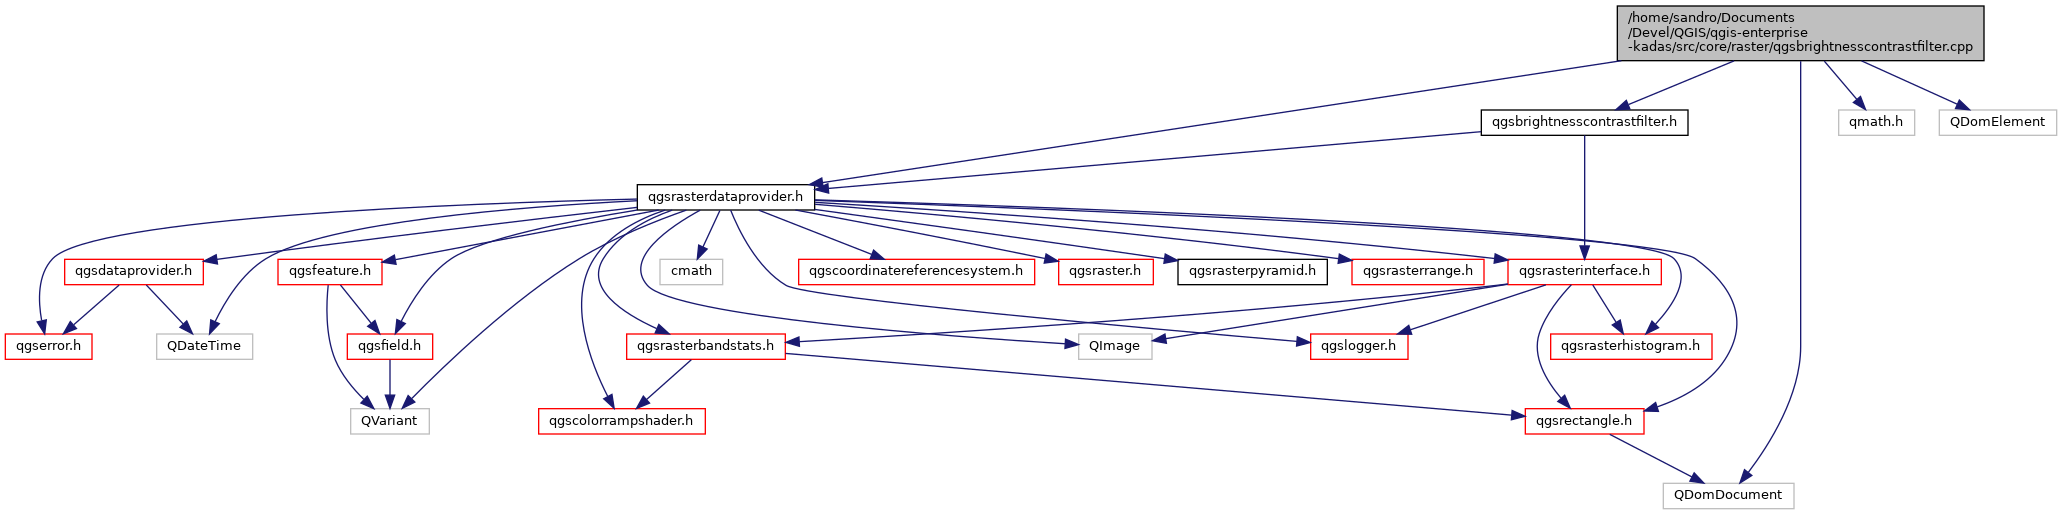 /home/sandro/Documents
/Devel/QGIS/qgis-enterprise
-kadas/src/core/raster/qgsbrightnesscontrastfilter.cpp
qgsbrightnesscontrastfilter.h
qmath.h
QDomElement
qgsrasterdataprovider.h
qgsdataprovider.h
qgsfeature.h
cmath
qgscoordinatereferencesystem.h
qgsraster.h
qgsrasterpyramid.h
qgsrasterrange.h
qgsrasterinterface.h
qgserror.h
QDateTime
qgsfield.h
qgsrasterbandstats.h
QImage
qgslogger.h
qgsrasterhistogram.h
QVariant
qgscolorrampshader.h
qgsrectangle.h
QDomDocument